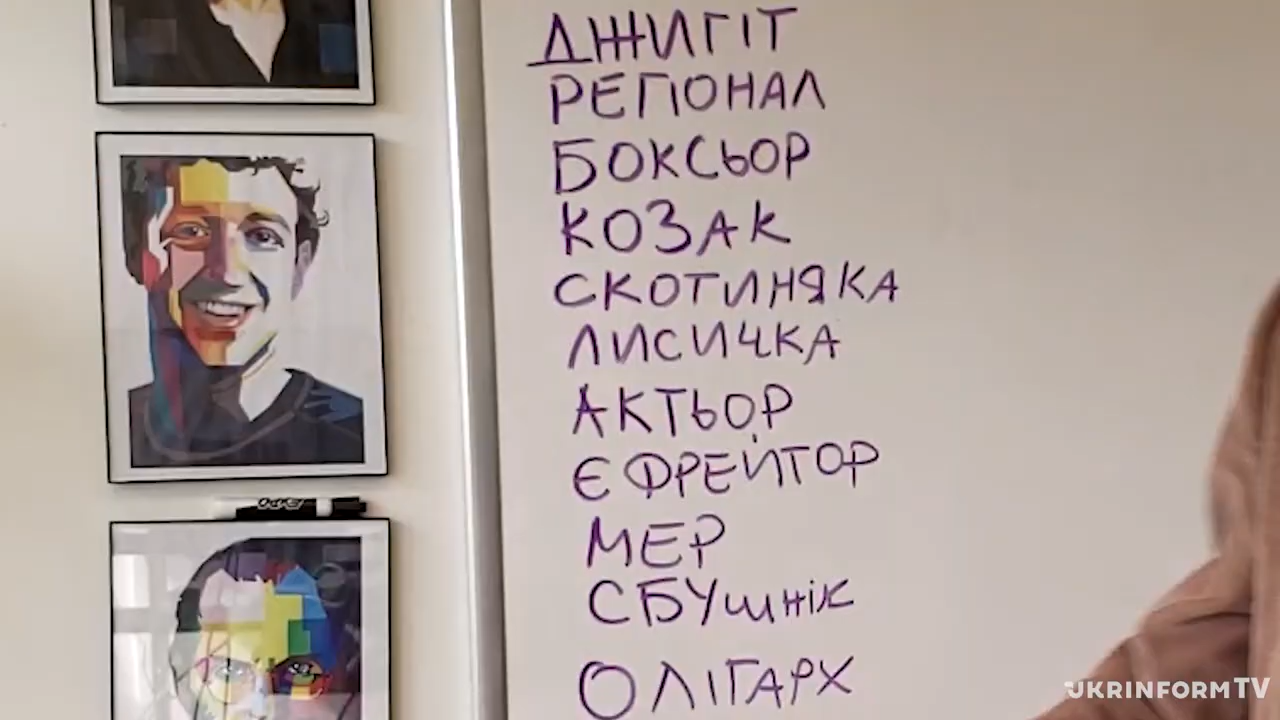 ДЖИГІТ
РЕГІОНАЛ
БОКСЬОР
КОЗАК
СКОТИНЯКА
ЛИСИЧКА
АКТЬОР
ЄФРЕЙТОР
МЕР
СБУшнік
ОЛІГАРХ
UKRINFORMTV